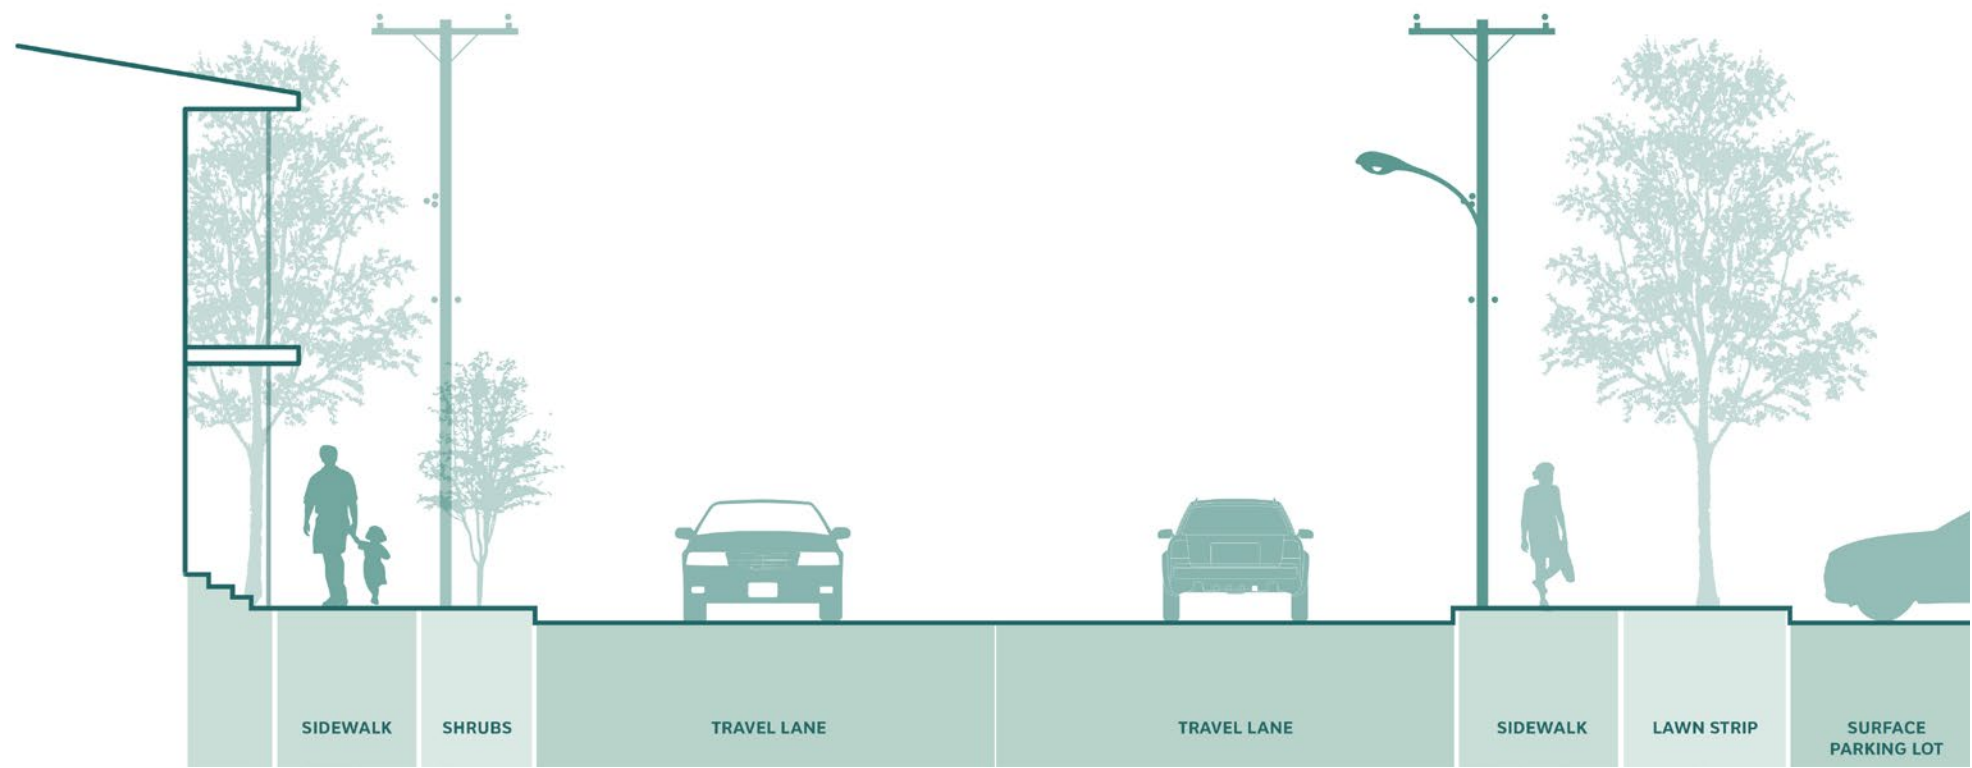 SIDEWALK
SHRUBS
TRAVEL LANE
TRAVEL LANE
SIDEWALK
LAWN STRIP
SURFACE
PARKING LOT